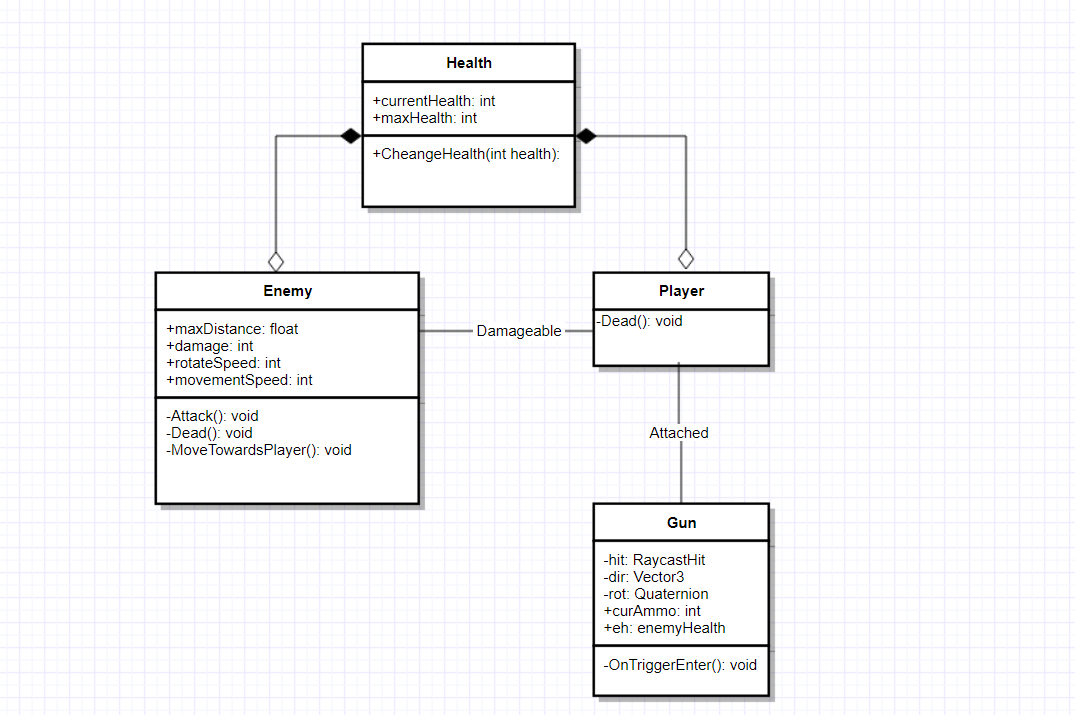 Health
+currentHealth: int
+maxHealth: int
+CheangeHealth(int health):
Enemy
+maxDistance: float
+damage: int
+rotateSpeed: int
+movementSpeed: int
-Attack(): void
-Dead(): void
-MoveTowardsPlayer(): void
Damageable
Player
-Dead(): void
Attached
Gun
-hit: RaycastHit
-dir: Vector3
-rot: Quaternion
+curAmmo: int
+eh: enemyHealth
-OnTriggerEnter(): void